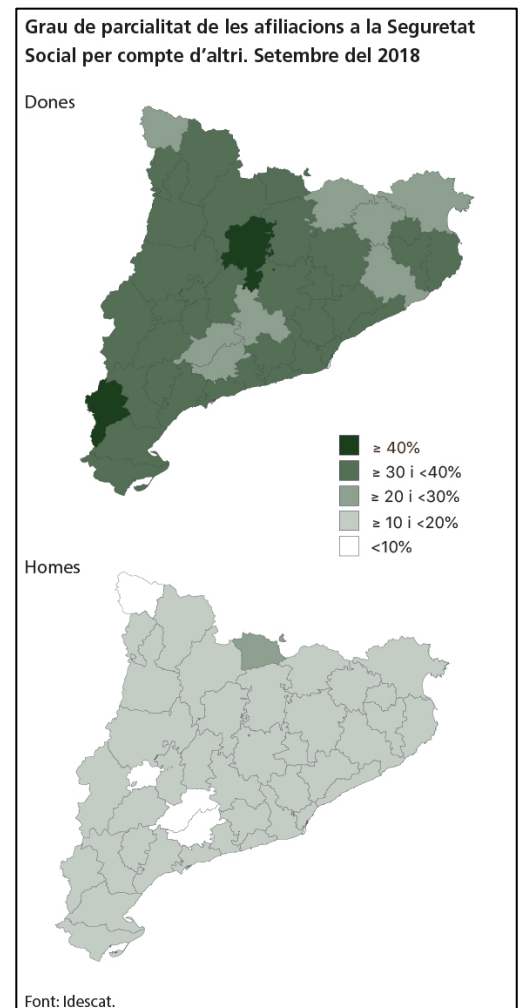 Grau de parcialitat de les afiliacions a la Seguretat
Social per compte d'altri. Setembre del 2018
Dones
≥ 40%
≥ 30 i <40%
≥ 20 i <30%
≥ 10 i <20%
<10%
Homes
Font: Idescat.